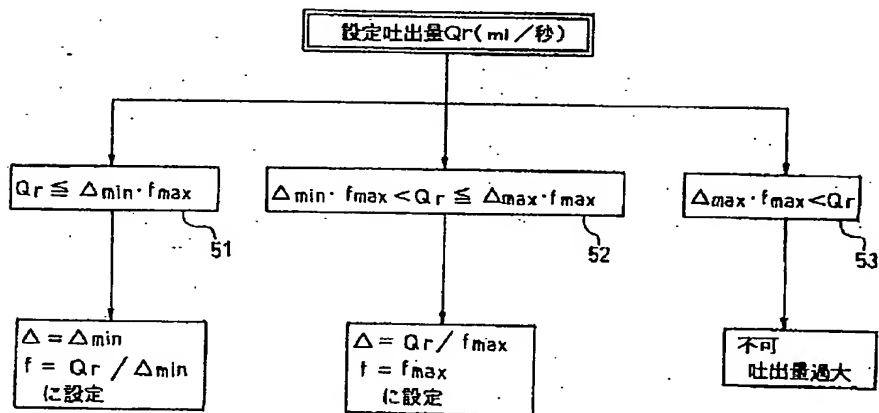 設定吐出量Qr(ml/秒)
Qr≦Δmin·fmax
51
Δmin·fmax<Qr≦Δmax·fmax
52
Δmax·fmax<Qr
53
Δ=Δmin
f=Qr/Δmin
に設定
Δ=Qr/fmax
f=fmax
に設定
不可
吐出量過大